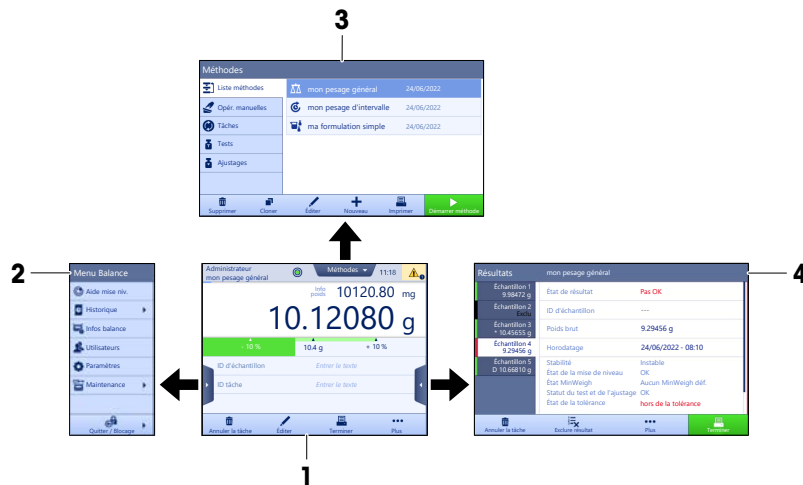 3
Méthodes
Liste méthodes
mon pesage général 24/06/2022
Opér. manuelles
mon pesage d'intervalle 24/06/2022
Tâches
ma formulation simple 24/06/2022
Tests
Ajustages
Supprimer Cloner Éditer Nouveau Imprimer Démarrer méthode
2
Menu Balance
Aide mise niv.
Historique
Infos balance
Utilisateurs
Paramètres
Maintenance
Quitter / Blocage
Administrateur
mon pesage général
Méthodes
11:18
Info
poids
10120.80 mg
10.12080 g
- 10 % 10.4 g + 10 %
ID d'échantillon Entrer le texte
ID tâche Entrer le texte
Annuler la tâche Éditer Terminer Plus
1
4
Résultats mon pesage général
Échantillon 1
9.98472 g
Échantillon 2
Exclu
Échantillon 3
* 10.45655 g
Échantillon 4
9.29456 g
Échantillon 5
D 10.66810 g
État de résultat Pas OK
ID d'échantillon ---
Poids brut 9.29456 g
Horodatage 24/06/2022 - 08:10
Stabilité Instable
État de la mise de niveau OK
État MinWeigh Aucun MinWeigh déf.
Statut du test et de l'ajustage OK
État de la tolérance hors de la tolérance
Annuler la tâche Exclure résultat Plus Terminer